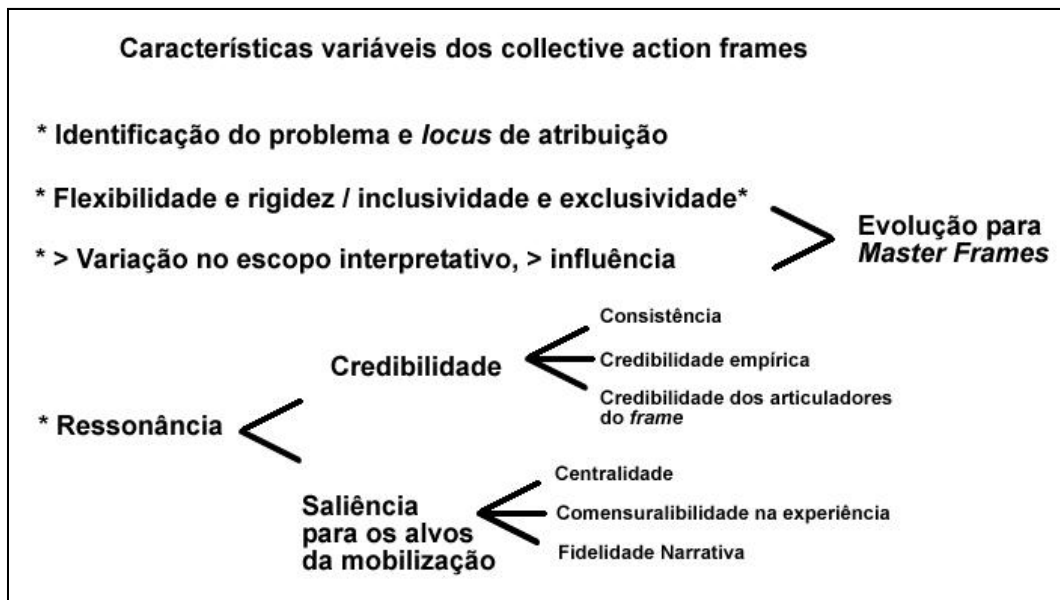 Características variáveis dos collective action frames
* Identificação do problema e locus de atribuição
* Flexibilidade e rigidez / inclusividade e exclusividade*
* > Variação no escopo interpretativo, > influência
Evolução para
Master Frames
* Ressonância
Credibilidade
Consistência
Credibilidade empírica
Credibilidade dos articuladores
do frame
Saliência
para os alvos
da mobilização
Centralidade
Comensuralibilidade na experiência
Fidelidade Narrativa